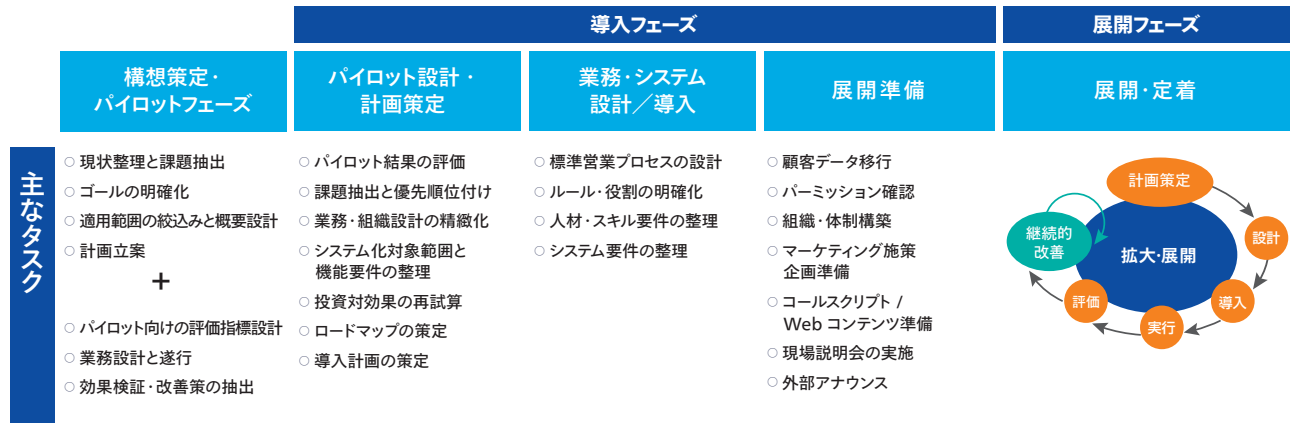 導入フェーズ
展開フェーズ
構想策定・
パイロットフェーズ
パイロット設計・
計画策定
業務・システム
設計／導入
展開準備
展開・定着
主なタスク
○ 現状整理と課題抽出
○ ゴールの明確化
○ 適用範囲の絞込みと概要設計
○ 計画立案
+
○ パイロット向けの評価指標設計
○ 業務設計と遂行
○ 効果検証・改善策の抽出
○ パイロット結果の評価
○ 課題抽出と優先順位付け
○ 業務・組織設計の精緻化
○ システム化対象範囲と
機能要件の整理
○ 投資対効果の再試算
○ ロードマップの策定
○ 導入計画の策定
○ 標準営業プロセスの設計
○ ルール・役割の明確化
○ 人材・スキル要件の整理
○ システム要件の整理
○ 顧客データ移行
○ パーミッション確認
○ 組織・体制構築
○ マーケティング施策
企画準備
○ コールスクリプト /
Web コンテンツ準備
○ 現場説明会の実施
○ 外部アナウンス
計画策定
設計
導入
実行
評価
継続的
改善
拡大・展開